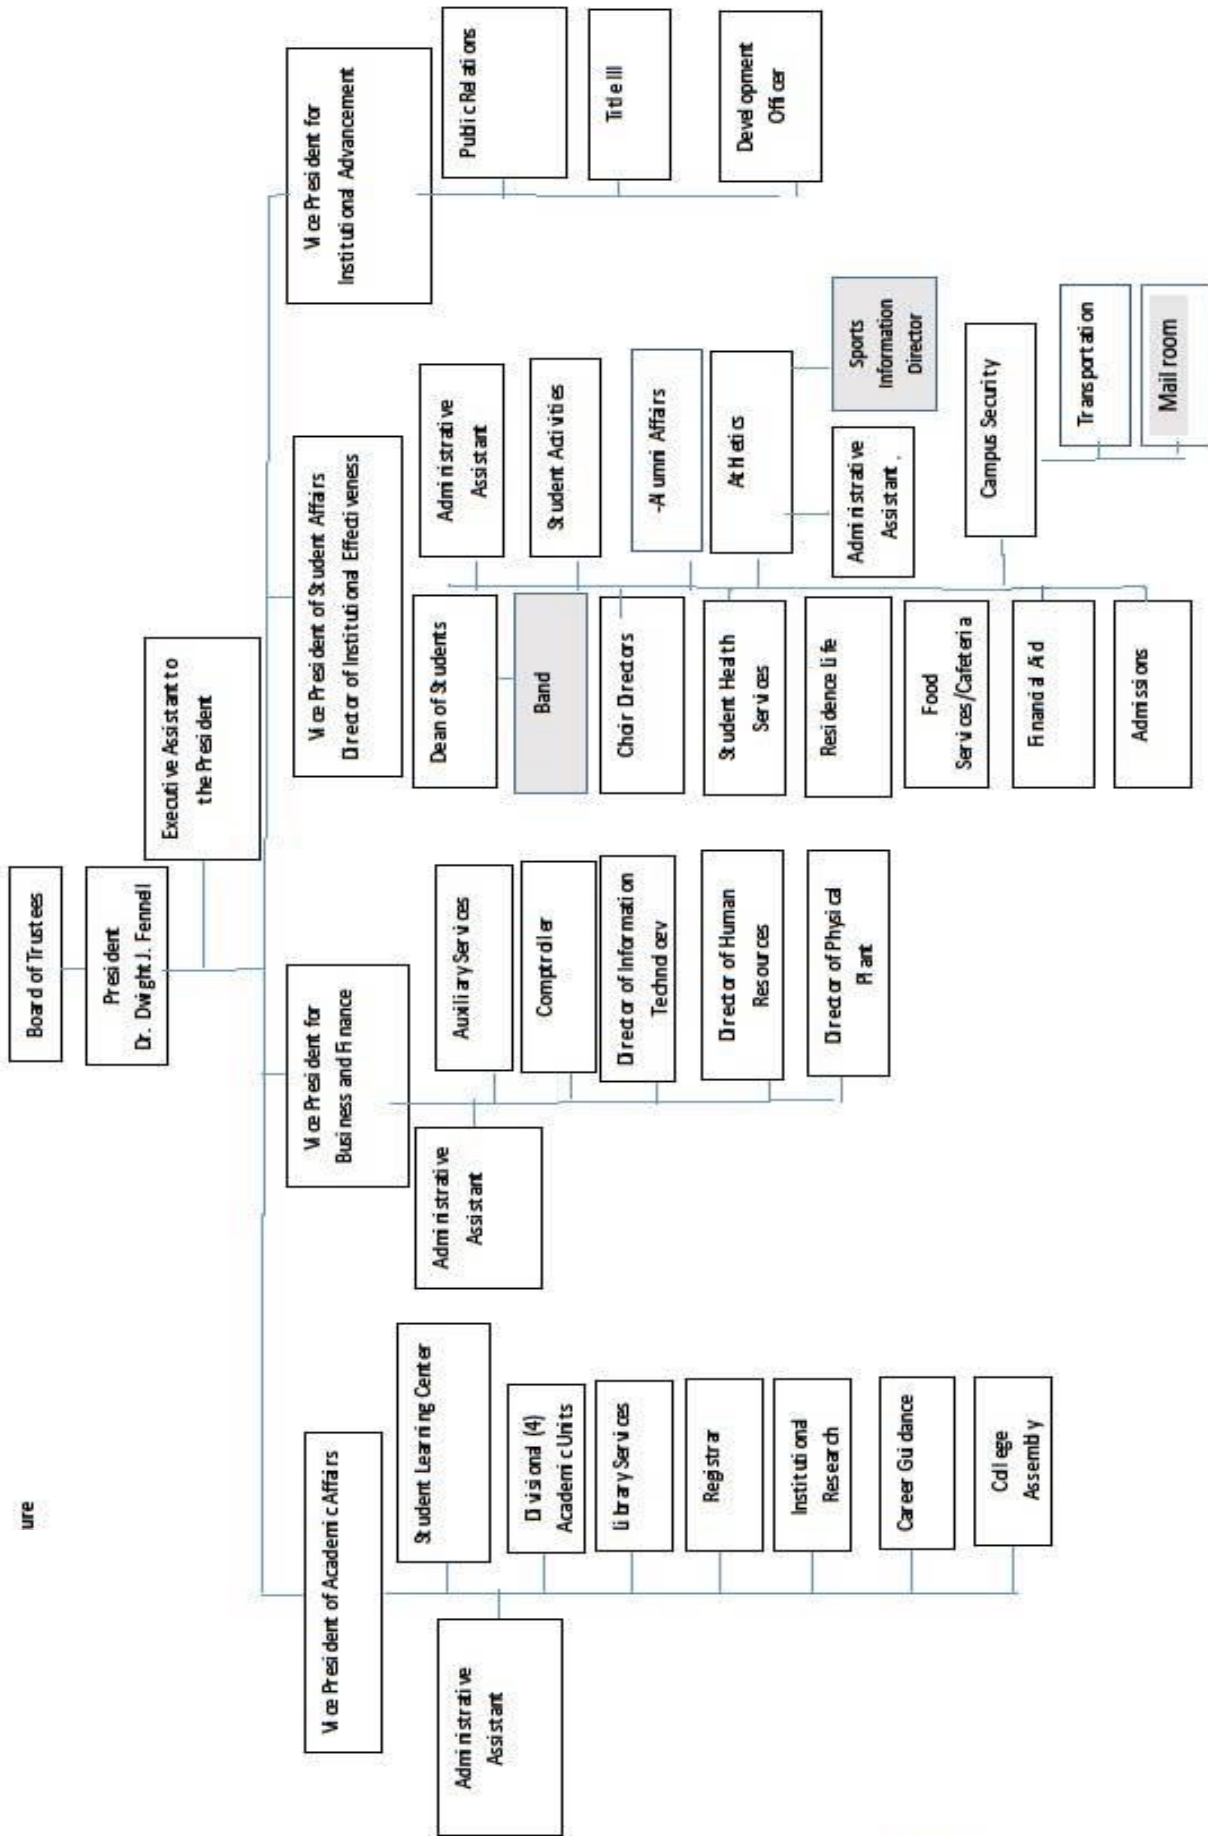 ure
Board of Trustees
President
Dr. Dwight J. Fennell
Executive Assistant to
the President
Vice President of Academic Affairs
Administrative
Assistant
Student Learning Center
Divisional (4)
Academic Units
Library Services
Registrar
Institutional
Research
Career Guidance
College
Assembly
Vice President for
Business and Finance
Administrative
Assistant
Auxiliary Services
Comptroller
Director of Information
Technology
Director of Human
Resources
Director of Physical
Plant
Vice President of Student Affairs
Director of Institutional Effectiveness
Dean of Students
Band
Choir Directors
Student Health
Services
Residence Life
Food
Services/Cafeteria
Financial Aid
Admissions
Administrative
Assistant
Student Activities
-Alumni Affairs
Athletics
Administrative
Assistant .
Sports
Information
Director
Campus Security
Transportation
Mail room
Vice President for
Institutional Advancement
Public Relations
Title III
Development
Officer